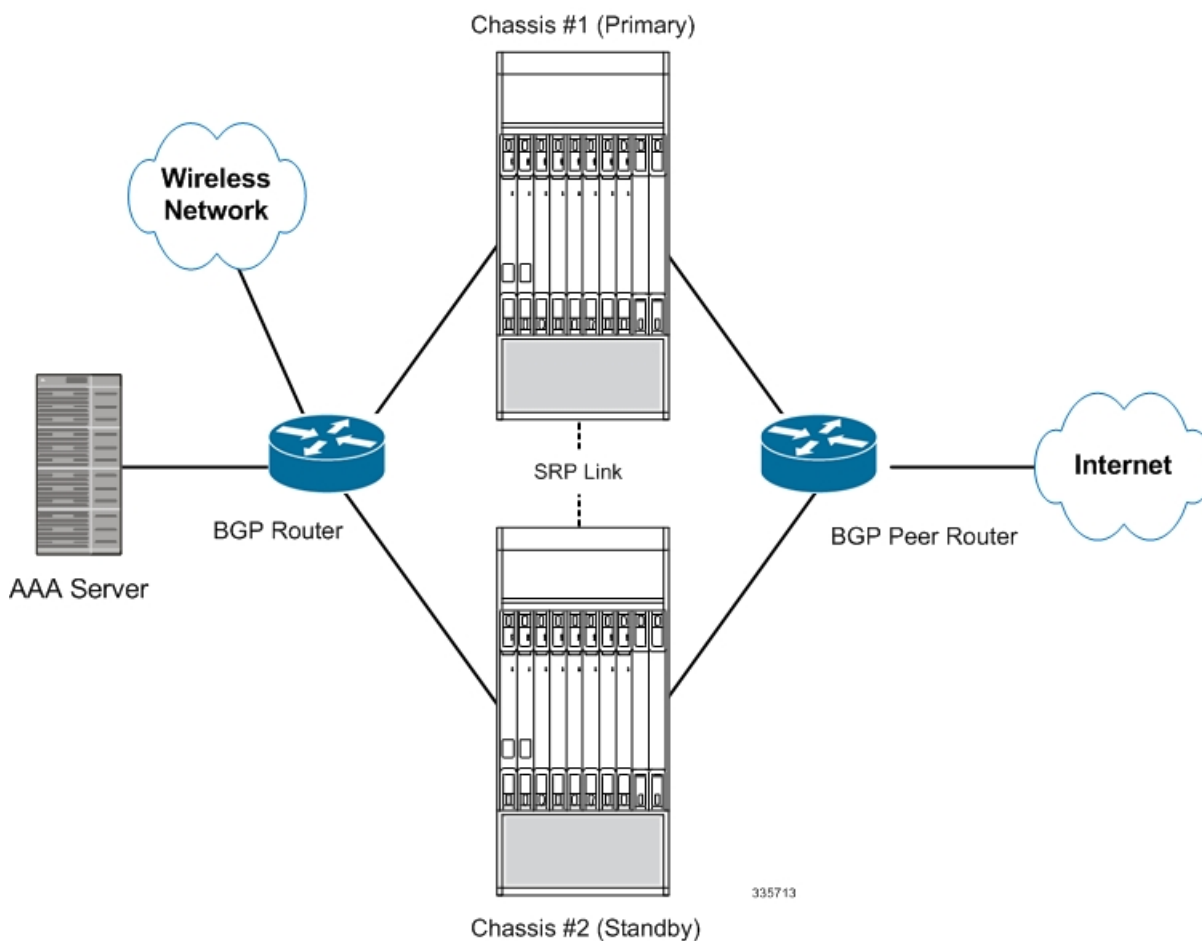 Chassis #1 (Primary)
Wireless
Network
SRP Link
Internet
BGP Router
BGP Peer Router
AAA Server
335713
Chassis #2 (Standby)